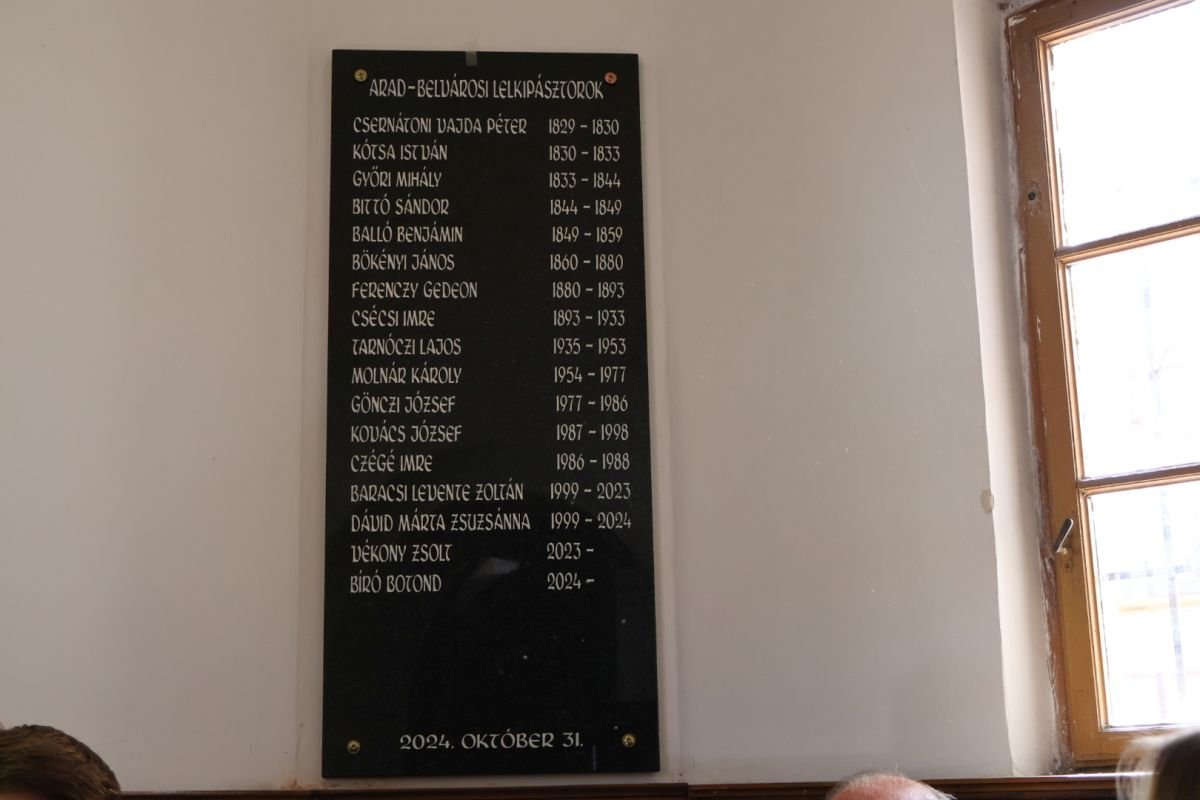 ARAD-BELVÁROSI LELKIPÁSZTOROK
CSERNÁTONI VAJDA PÉTER 1829 - 1830
KÓTSA ISTVÁN 1830 - 1833
GYŐRI MIHÁLY 1833 - 1844
BITTÓ SÁNDOR 1844 - 1849
BALLÓ BENJÁMIN 1849 - 1859
BÖKÉNYI JÁNOS 1860 - 1880
FERENCZY GEDEON 1880 - 1893
CSÉCSI IMRE 1893 - 1933
TARNÓCZI LAJOS 1935 - 1953
MOLNÁR KÁROLY 1954 - 1977
GÖNCZI JÓZSEF 1977 - 1986
KOVÁCS JÓZSEF 1987 - 1998
CZÉGÉ IMRE 1986 - 1988
BARACSI LEVENTE ZOLTÁN 1999 - 2023
DÁVID MÁRTA ZSUZSÁNNA 1999 - 2024
VÉKONY ZSOLT 2023 -
BÍRÓ BOTOND 2024 -
2024. OKTÓBER 31.